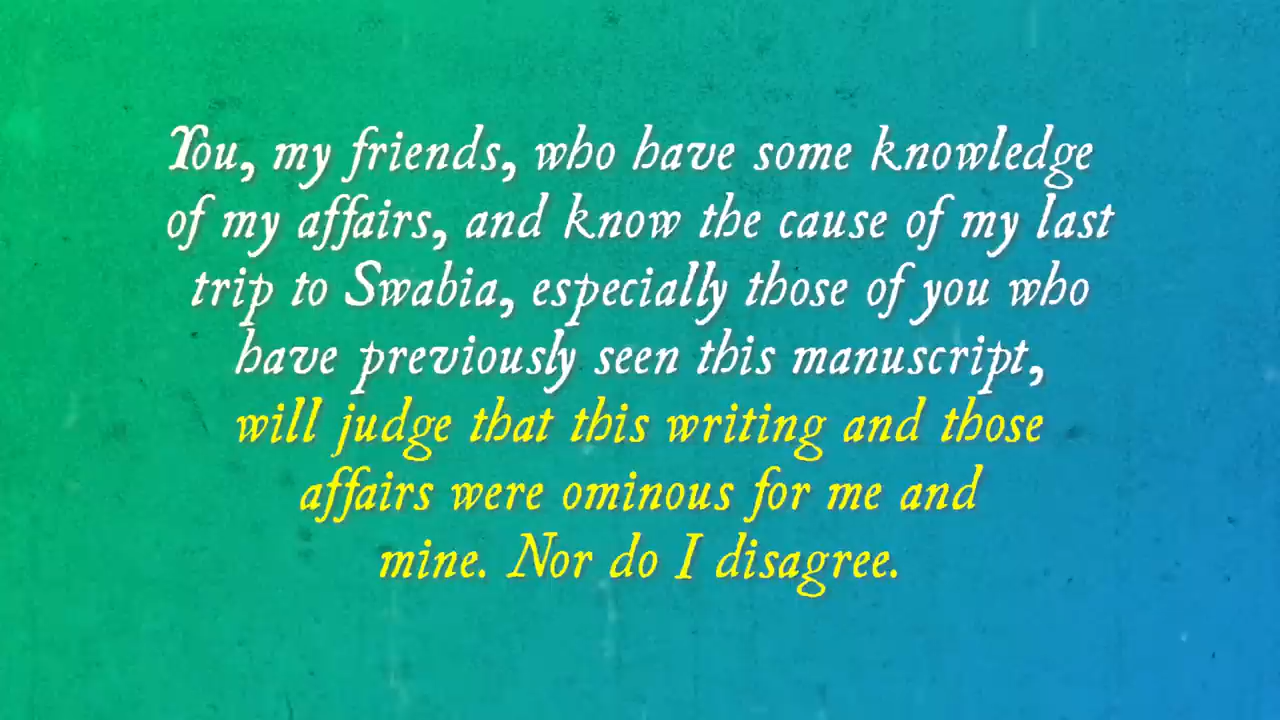 You, my friends, who have some knowledge
of my affairs, and know the cause of my last
trip to Swabia, especially those of you who
have previously seen this manuscript,
will judge that this writing and those
affairs were ominous for me and
mine. Nor do I disagree.